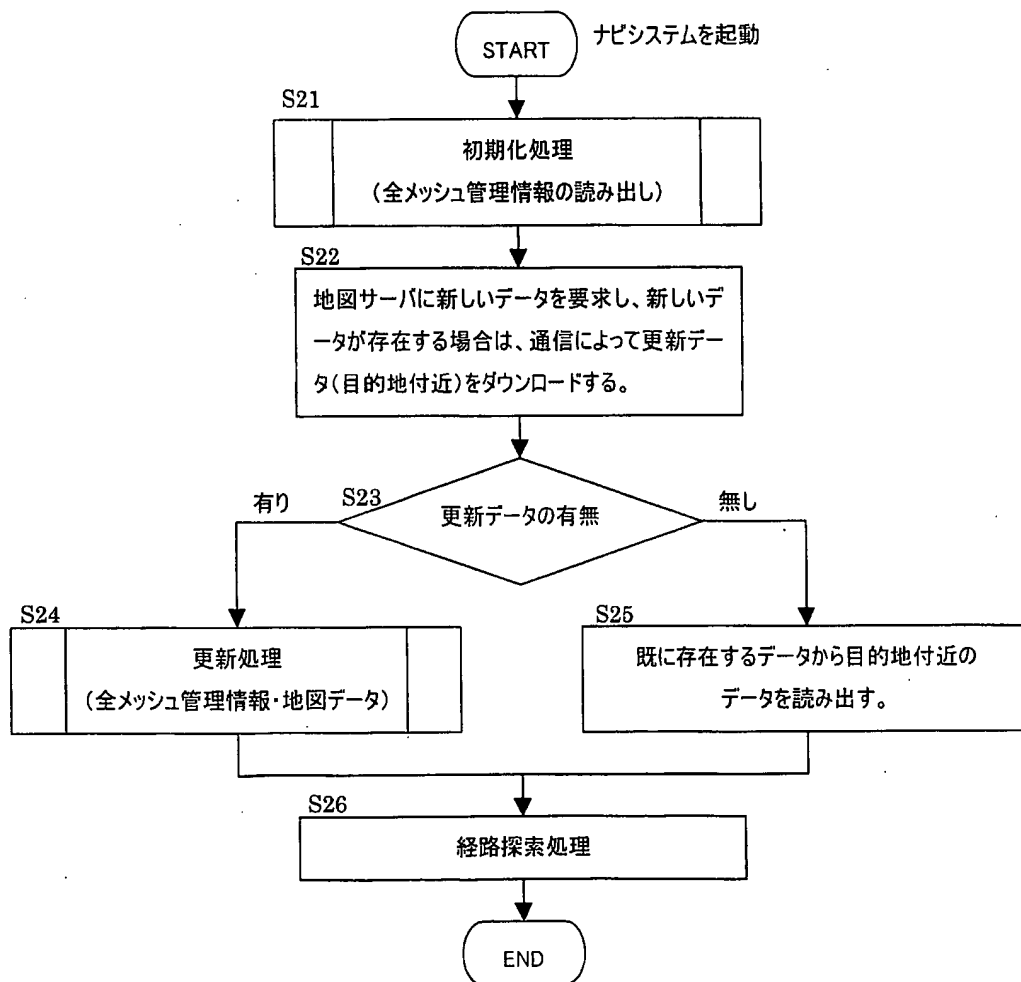 START
ナビシステムを起動
S21
初期化処理
(全メッシュ管理情報の読み出し)
S22
地図サーバに新しいデータを要求し、新しいデ
ータが存在する場合は、通信によって更新デー
タ(目的地付近)をダウンロードする。
S23
更新データの有無
有り
無し
S24
更新処理
(全メッシュ管理情報・地図データ)
S25
既に存在するデータから目的地付近の
データを読み出す。
S26
経路探索処理
END